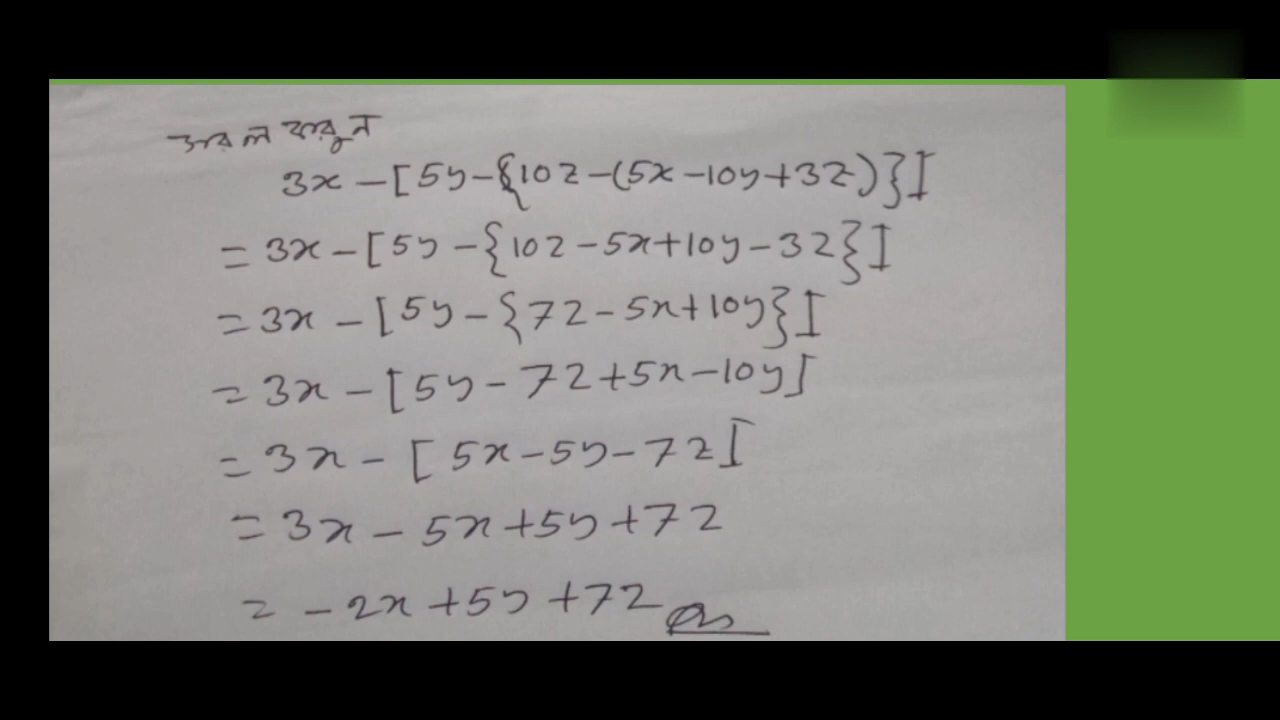 সরল করুন
3x-[5y-{10z-(5x-10y+3z)}]
=3x-[5y-{10z-5x+10y-3z}]
=3x-[5y-{7z-5x+10y}]
=3x-[5y-7z+5x-10y]
=3x-[5x-5y-7z]
=3x-5x+5y+7z
=-2x+5y+7z